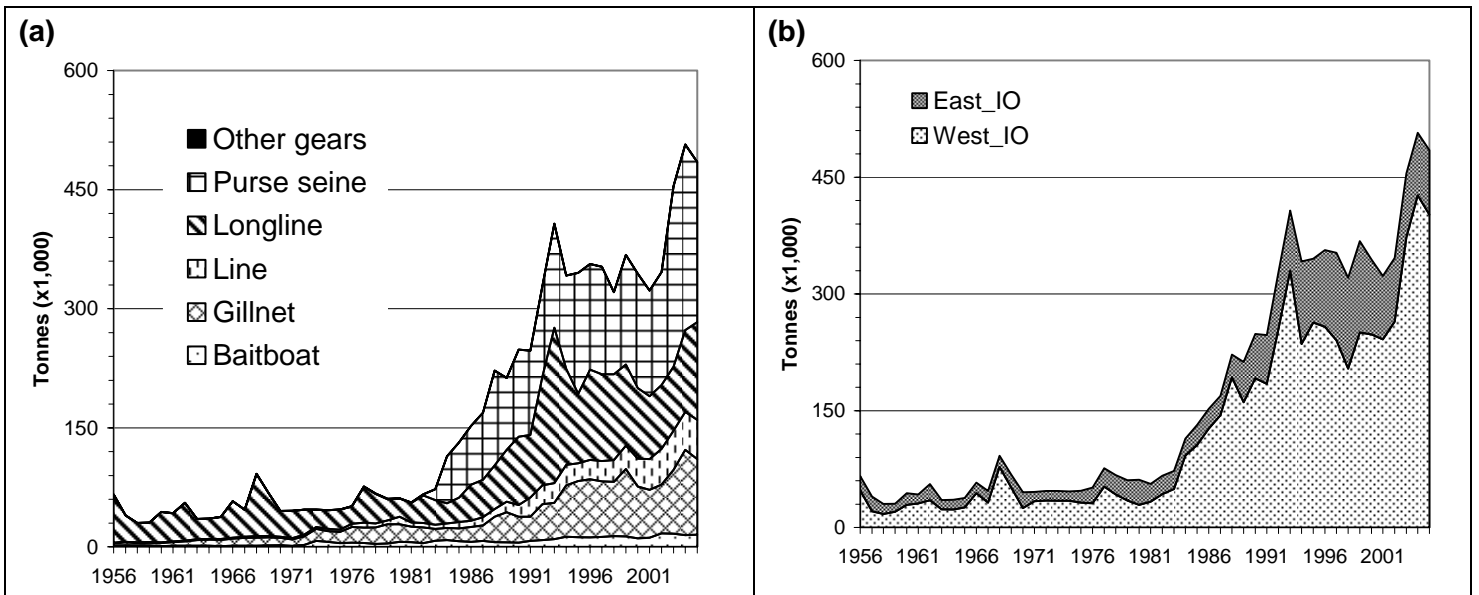 (a)
600
450
300
150
0
Tonnes (x1,000)
Other gears
Purse seine
Longline
Line
Gillnet
Baitboat
1956 1961 1966 1971 1976 1981 1986 1991 1996 2001
(b)
600
450
300
150
0
Tonnes (x1,000)
East_IO
West_IO
1956 1961 1966 1971 1976 1981 1986 1991 1996 2001